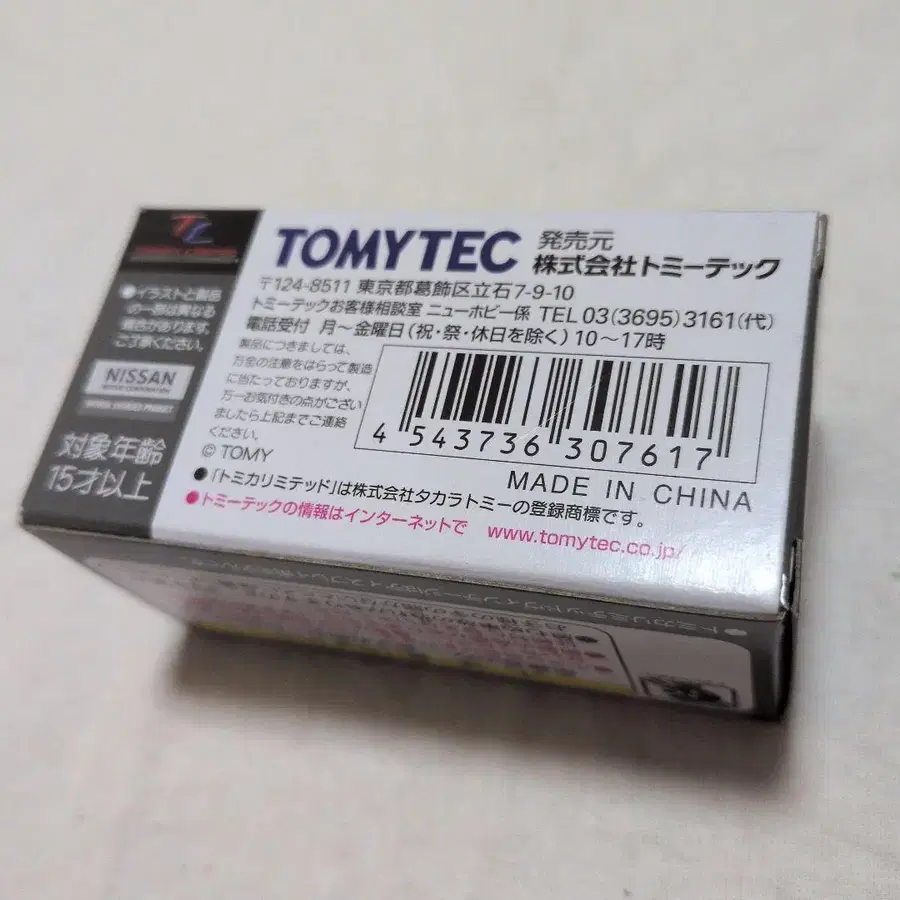 TL
TOMYTEC 発売元
株式会社トミーテック
〒124-8511 東京都葛飾区立石7-9-10
トミーテックお客様相談室 ニューホビー係 TEL 03(3695)3161(代)
電話受付 月〜金曜日(祝・祭・休日を除く)10〜17時
製品につきましては、
万全の注意をはらって製造
に当たっておりますが、
万一お気付きの点がござい
ましたら上記までご連絡
ください。
© TOMY
4 543736 307617
MADE IN CHINA
●「トミカリミテッド」は株式会社タカラトミーの登録商標です。
●トミーテックの情報はインターネットで www.tomytec.co.jp/
●イラストと製品
の一部は異なる
場合があります。
ご了承ください。
NISSAN
対象年齢
15才以上